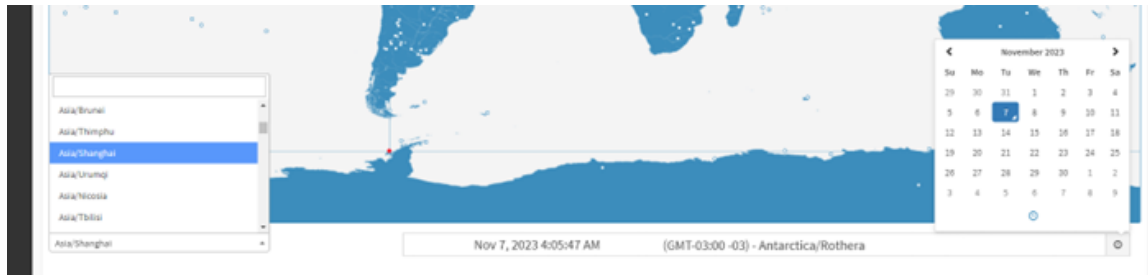 Asia/Brunei
Asia/Thimphu
Asia/Shanghai
Asia/Urumqi
Asia/Nicosia
Asia/Tbilisi
Asia/Shanghai
November 2023
Su Mo Tu We Th Fr Sa
29 30 31 1 2 3 4
5 6 7 8 9 10 11
12 13 14 15 16 17 18
19 20 21 22 23 24 25
26 27 28 29 30 1 2
3 4 5 6 7 8 9
Nov 7, 2023 4:05:47 AM (GMT-03:00 -03) - Antarctica/Rothera